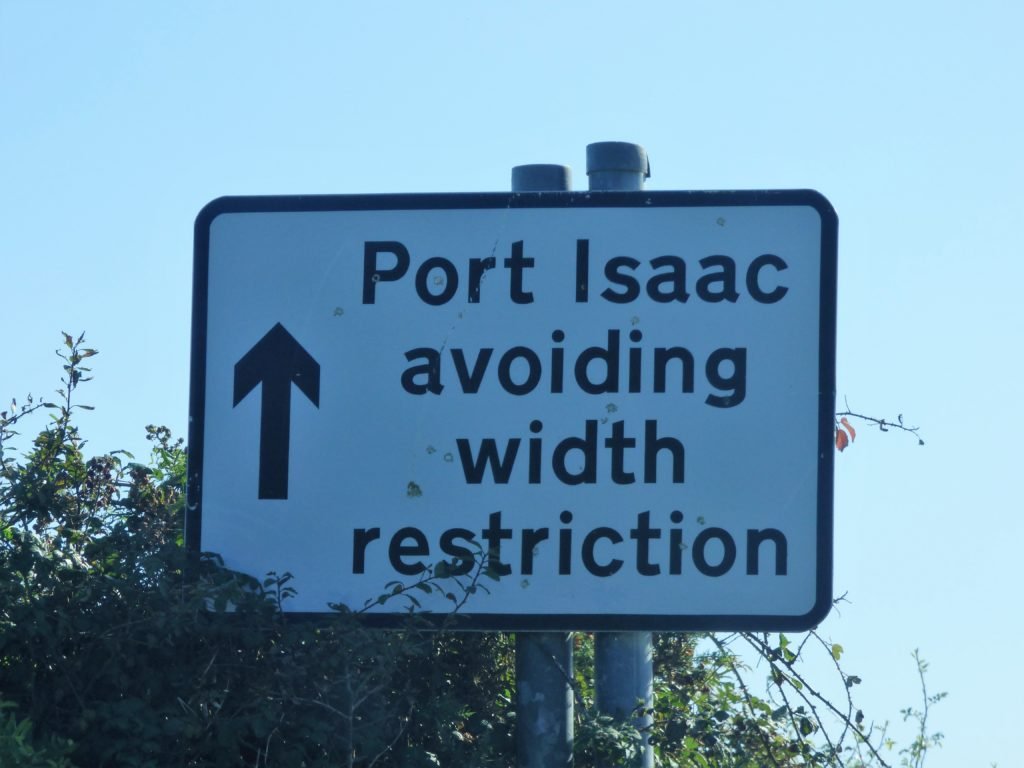 Port Isaac
avoiding
width
restriction